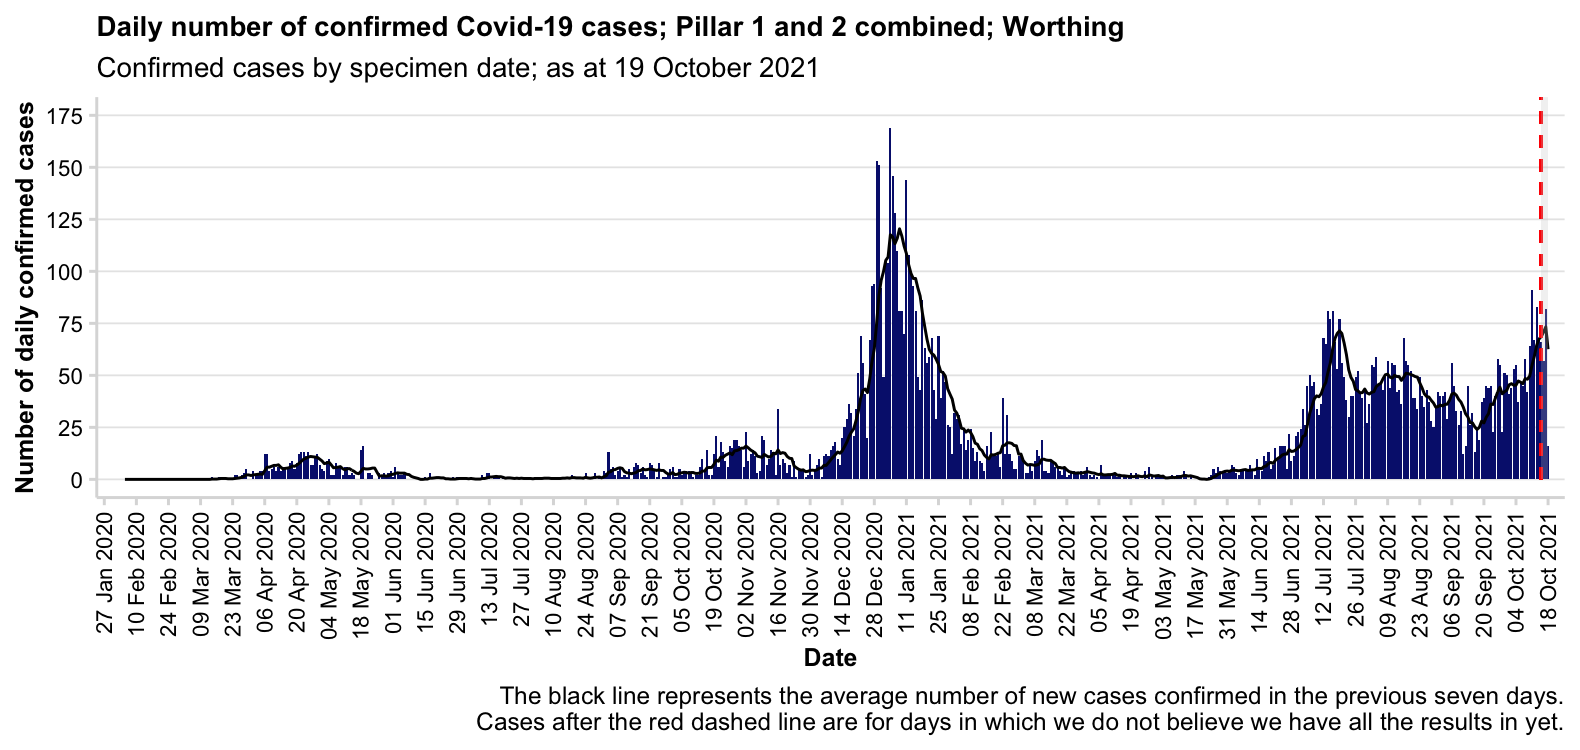 Daily number of confirmed Covid-19 cases; Pillar 1 and 2 combined; Worthing
Confirmed cases by specimen date; as at 19 October 2021
Number of daily confirmed cases
175
150
125
100
75
50
25
0
27 Jan 2020
10 Feb 2020
24 Feb 2020
09 Mar 2020
23 Mar 2020
06 Apr 2020
20 Apr 2020
04 May 2020
18 May 2020
01 Jun 2020
15 Jun 2020
29 Jun 2020
13 Jul 2020
27 Jul 2020
10 Aug 2020
24 Aug 2020
07 Sep 2020
21 Sep 2020
05 Oct 2020
19 Oct 2020
02 Nov 2020
16 Nov 2020
30 Nov 2020
14 Dec 2020
28 Dec 2020
11 Jan 2021
25 Jan 2021
08 Feb 2021
22 Feb 2021
08 Mar 2021
22 Mar 2021
05 Apr 2021
19 Apr 2021
03 May 2021
17 May 2021
31 May 2021
14 Jun 2021
28 Jun 2021
12 Jul 2021
26 Jul 2021
09 Aug 2021
23 Aug 2021
06 Sep 2021
20 Sep 2021
04 Oct 2021
18 Oct 2021
Date
The black line represents the average number of new cases confirmed in the previous seven days.
Cases after the red dashed line are for days in which we do not believe we have all the results in yet.